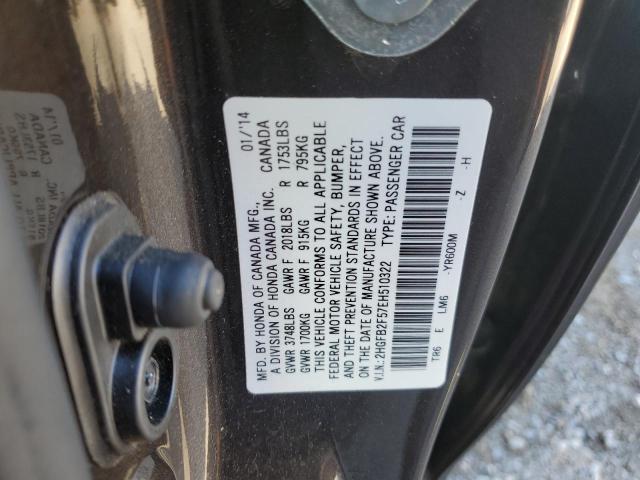 MFD. BY HONDA OF CANADA MFG., 01/'14
A DIVISION OF HONDA CANADA INC. CANADA
GVWR 3748LBS GAWR F 2018LBS R 1753LBS
GVWR 1700KG GAWR F 915KG R 795KG
THIS VEHICLE CONFORMS TO ALL APPLICABLE
FEDERAL MOTOR VEHICLE SAFETY, BUMPER,
AND THEFT PREVENTION STANDARDS IN EFFECT
ON THE DATE OF MANUFACTURE SHOWN ABOVE.
V.I.N.: 2HGFB2F57EH510322 TYPE: PASSENGER CAR
TR6 E LM6 -YR600M -Z -H